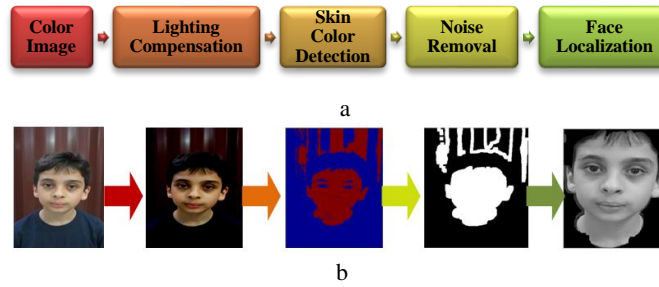 Color Image
Lighting Compensation
Skin Color Detection
Noise Removal
Face Localization
a
b